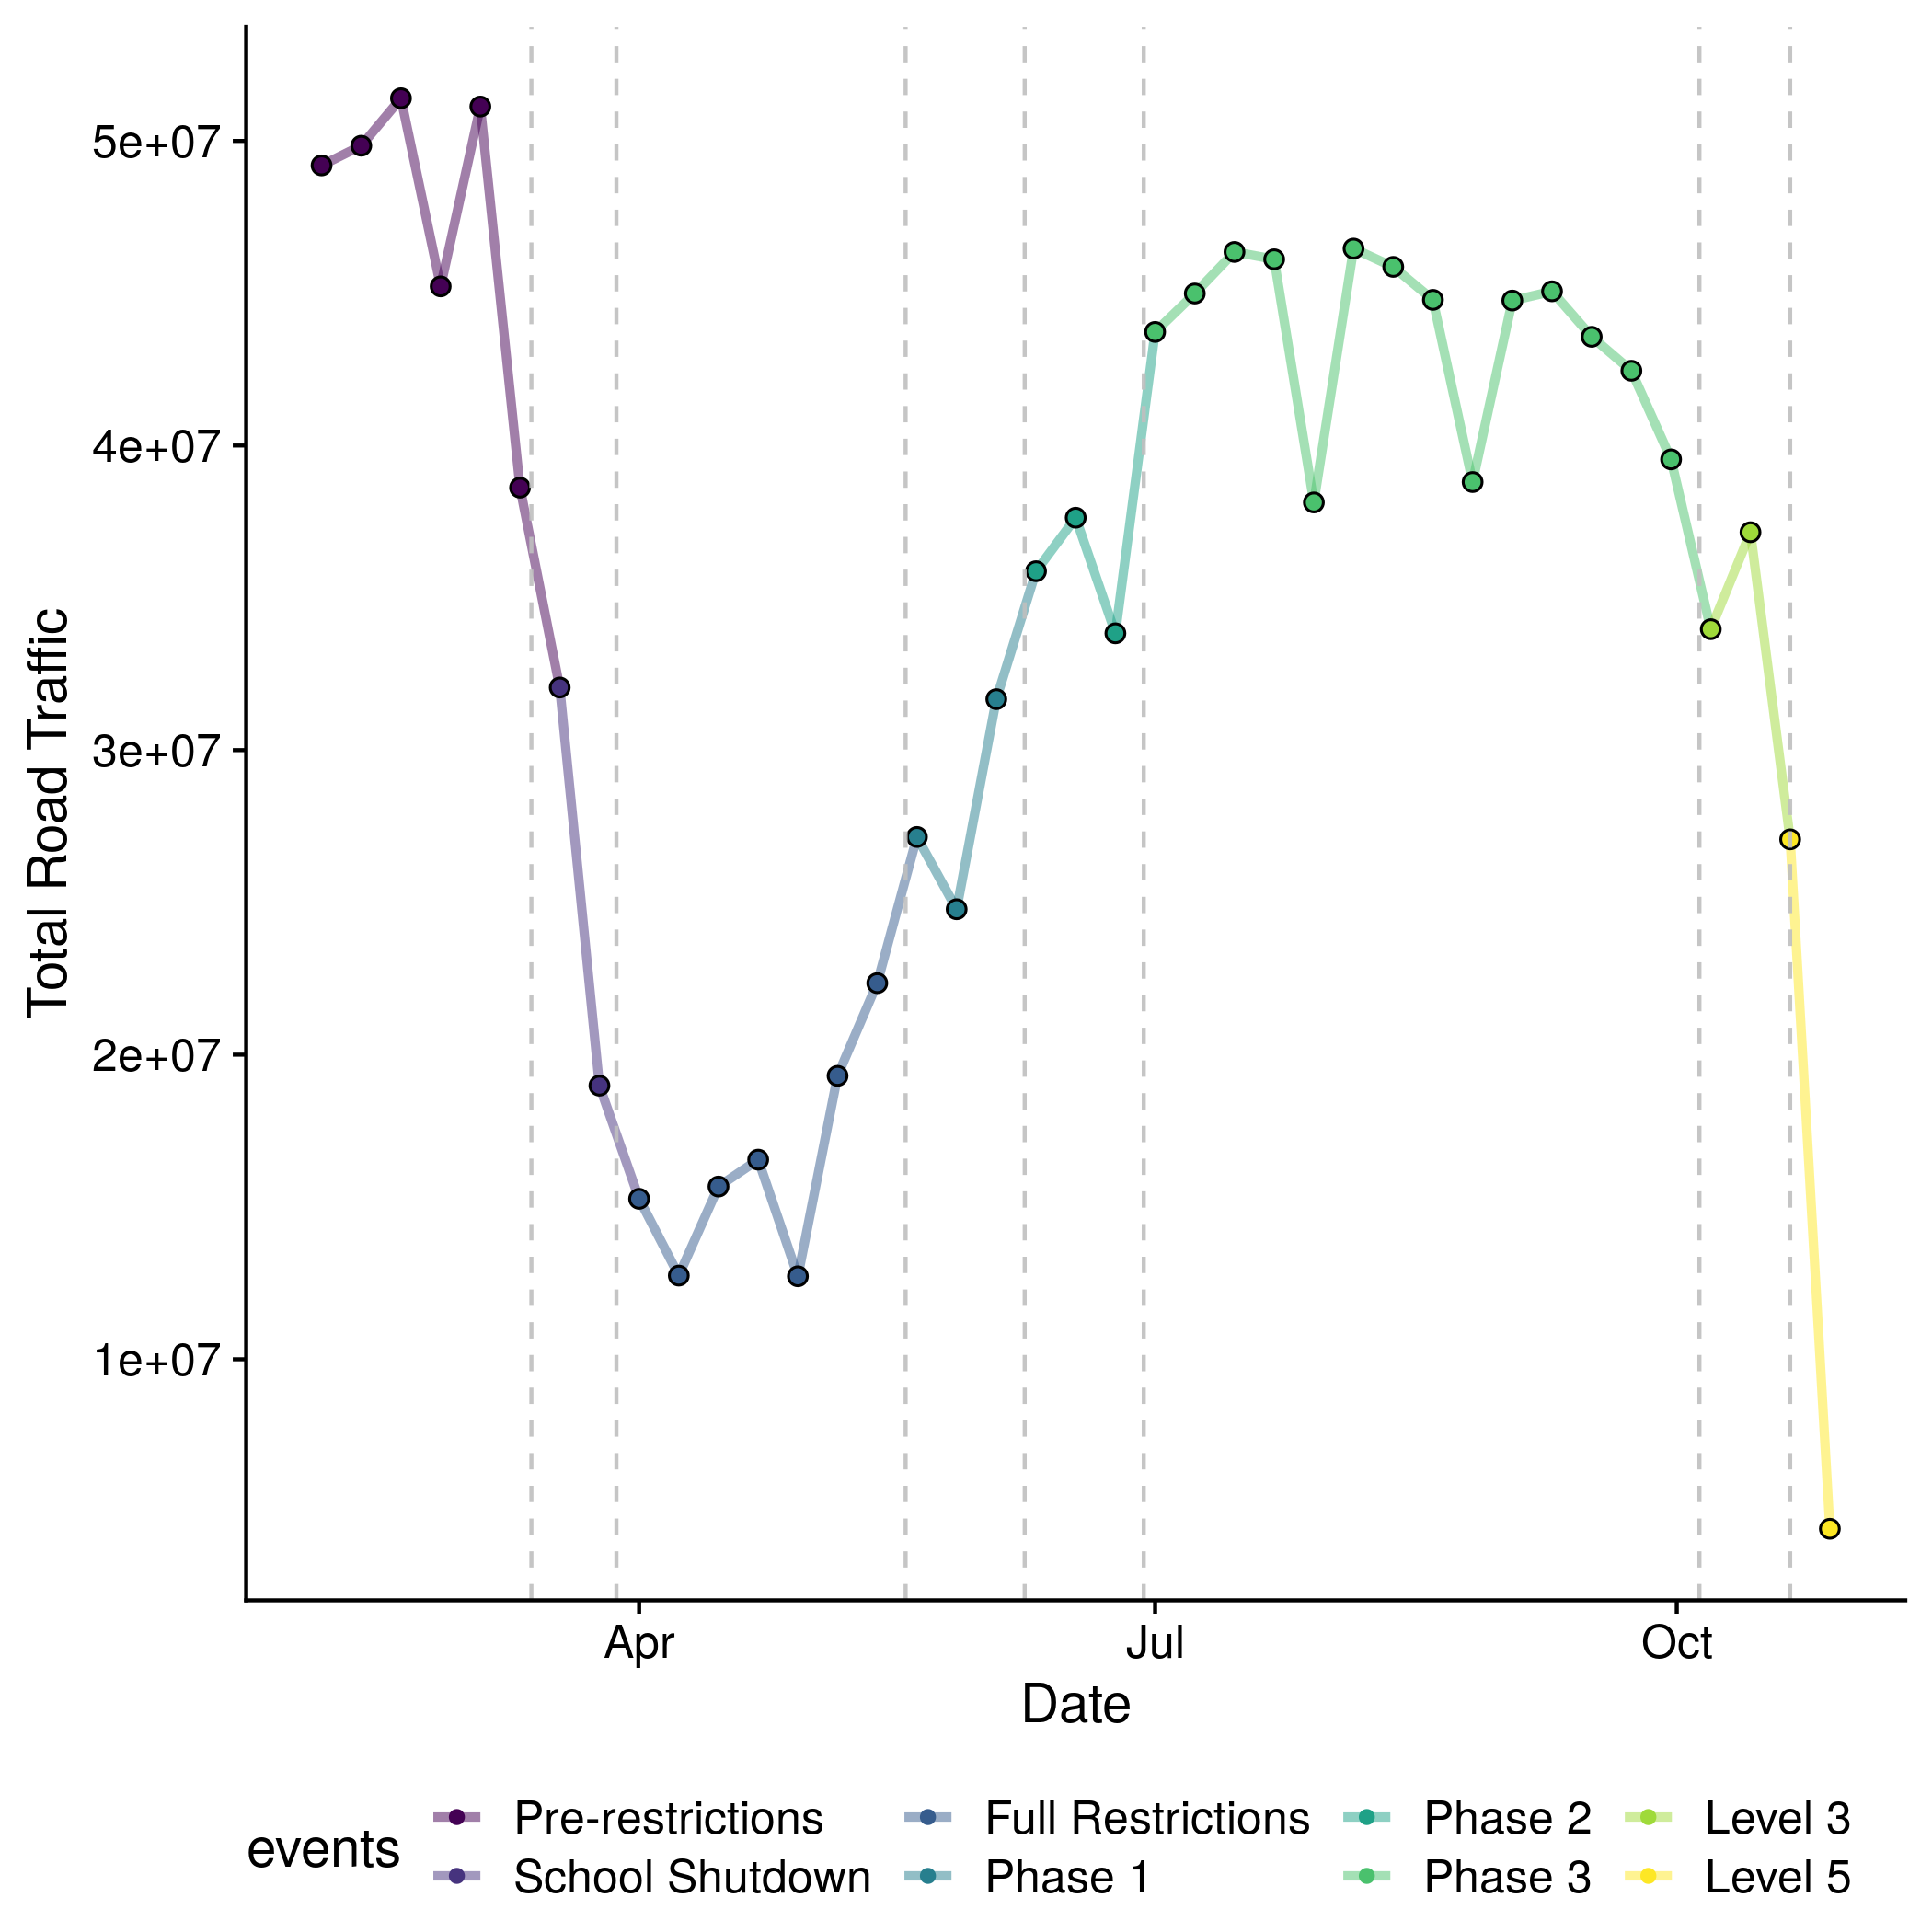 5e+07
4e+07
3e+07
2e+07
1e+07
Total Road Traffic
Apr Jul Oct
Date
events
Pre-restrictions Full Restrictions Phase 2 Level 3
School Shutdown Phase 1 Phase 3 Level 5